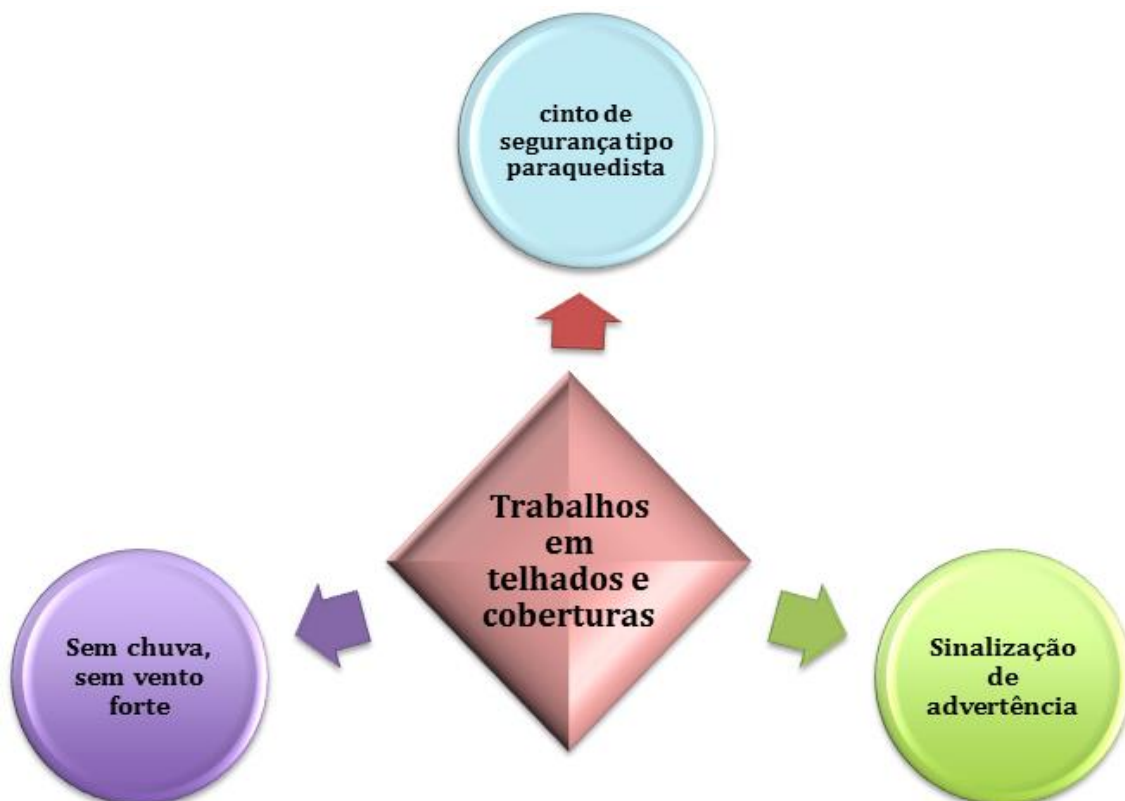 cinto de
segurança tipo
paraquedista
Trabalhos
em
telhados e
coberturas
Sem chuva,
sem vento
forte
Sinalização
de
advertência